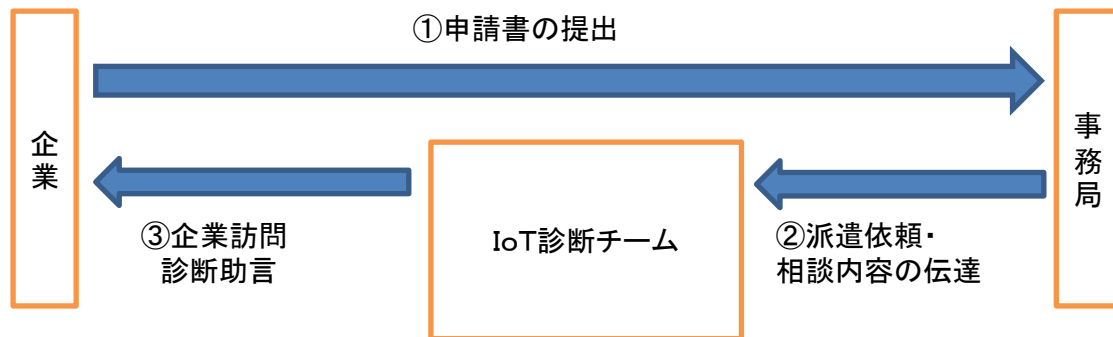 ①申請書の提出
企業
事務局
IoT診断チーム
③企業訪問
診断助言
②派遣依頼・
相談内容の伝達